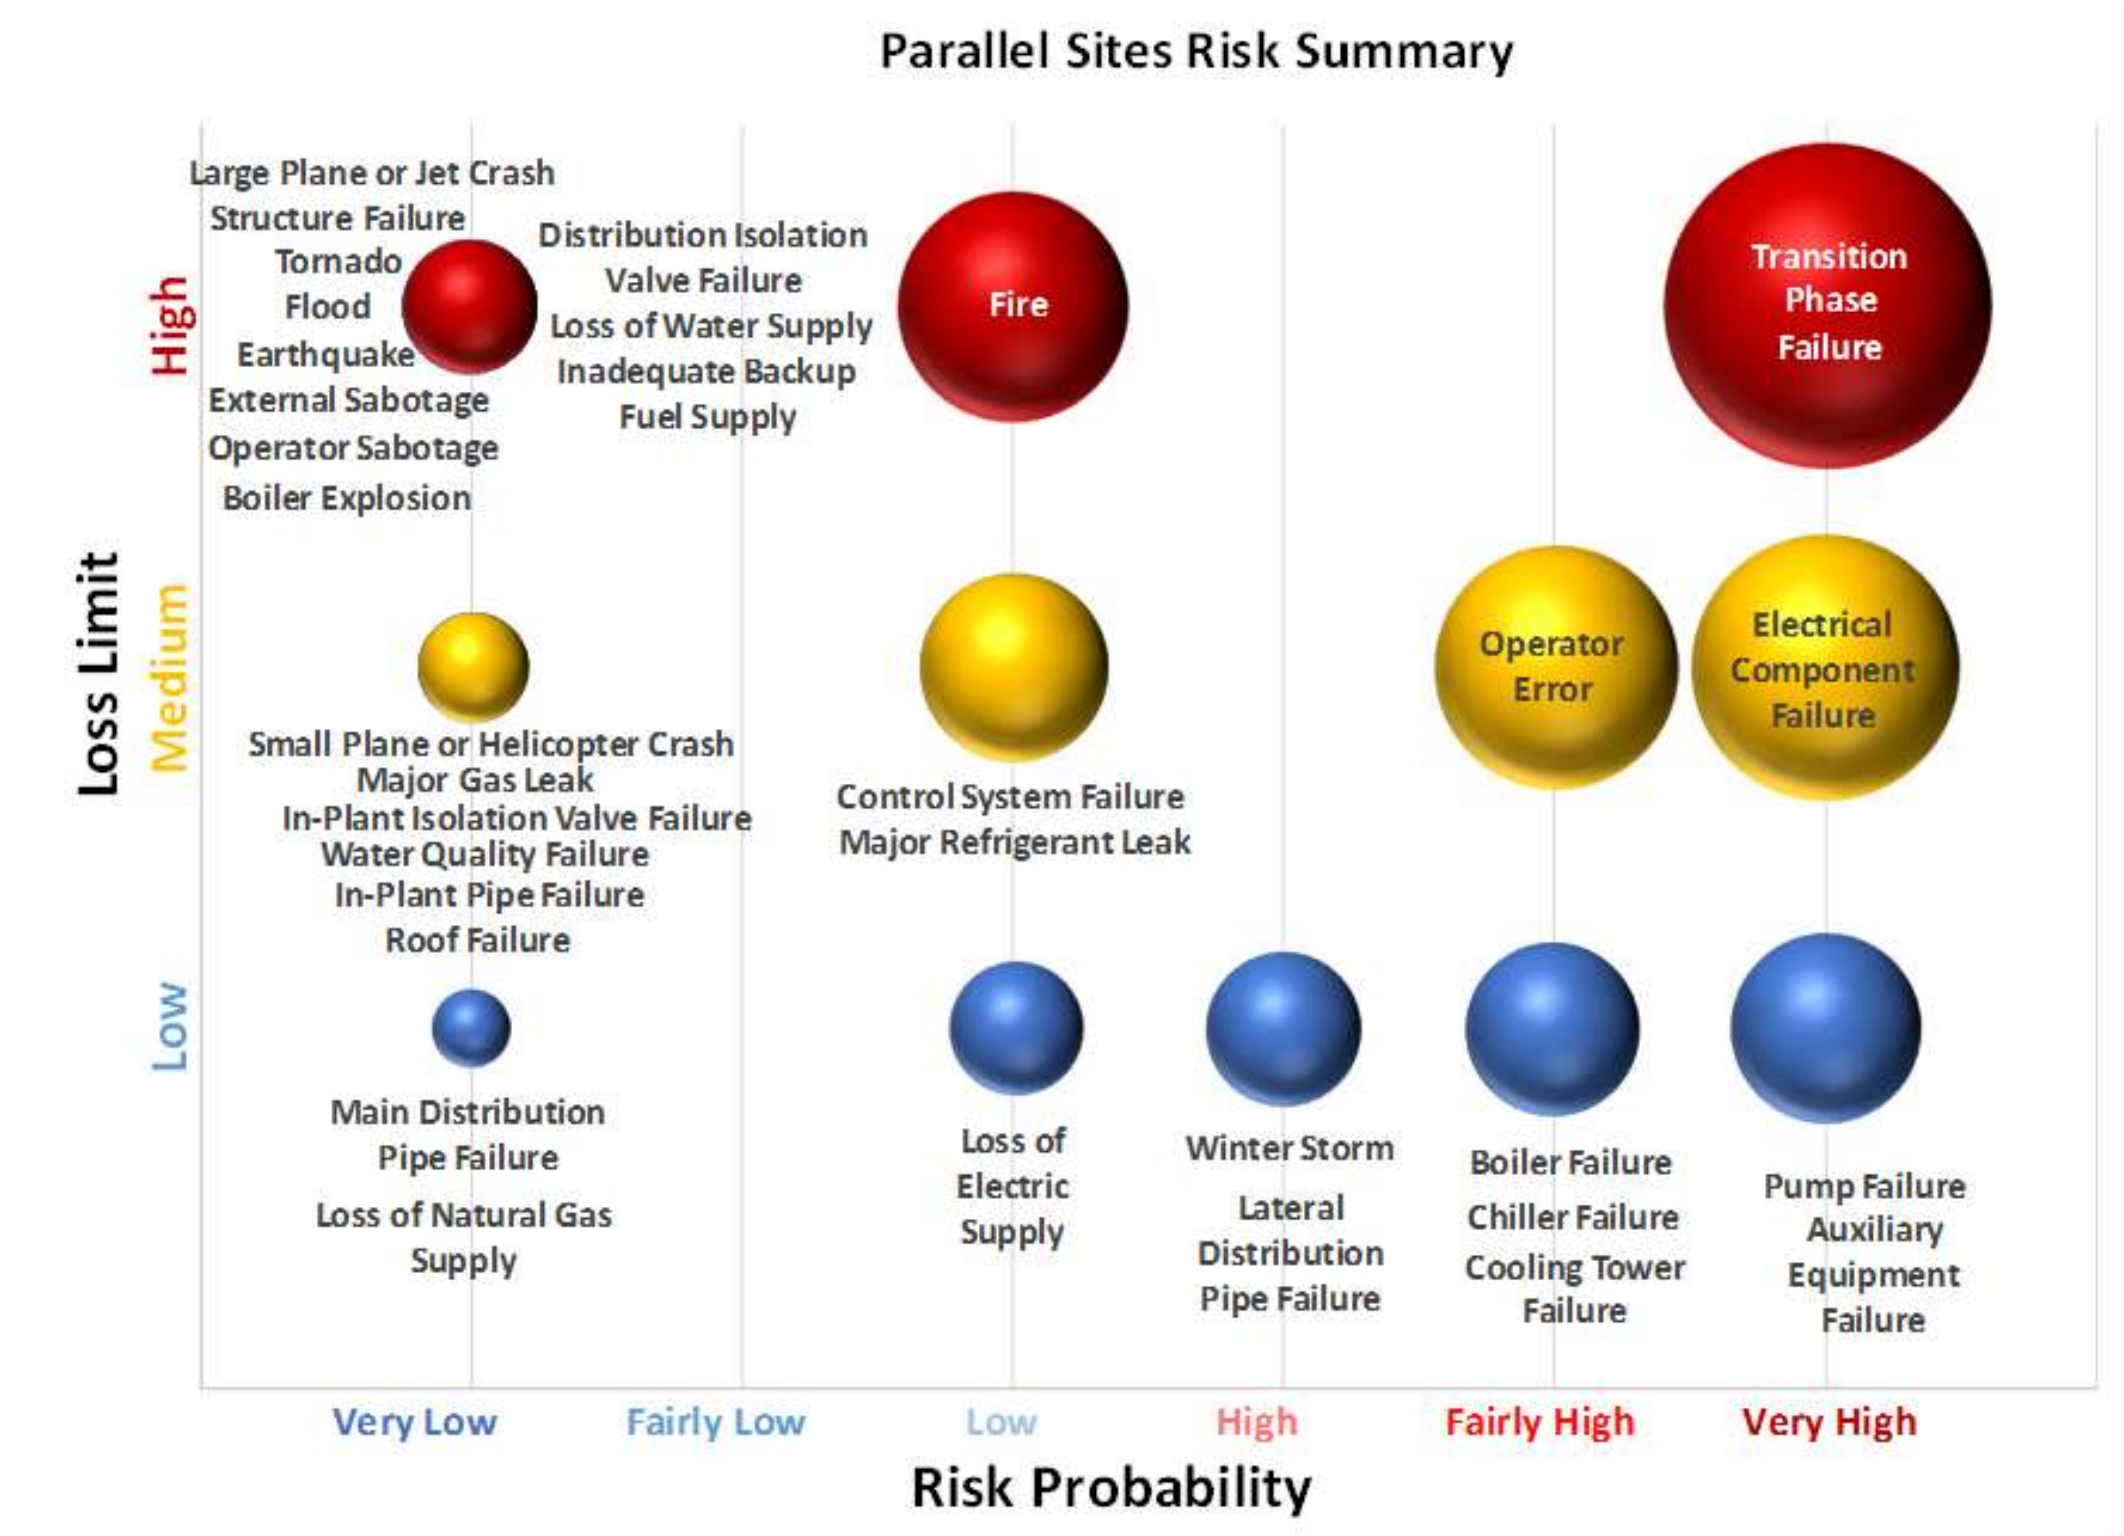 Parallel Sites Risk Summary
Loss Limit
High
Medium
Low
Large Plane or Jet Crash
Structure Failure
Tornado
Flood
Earthquake
External Sabotage
Operator Sabotage
Boiler Explosion
Distribution Isolation
Valve Failure
Loss of Water Supply
Inadequate Backup
Fuel Supply
Fire
Transition
Phase
Failure
Small Plane or Helicopter Crash
Major Gas Leak
In-Plant Isolation Valve Failure
Water Quality Failure
In-Plant Pipe Failure
Roof Failure
Control System Failure
Major Refrigerant Leak
Operator
Error
Electrical
Component
Failure
Main Distribution
Pipe Failure
Loss of Natural Gas
Supply
Loss of
Electric
Supply
Winter Storm
Lateral
Distribution
Pipe Failure
Boiler Failure
Chiller Failure
Cooling Tower
Failure
Pump Failure
Auxiliary
Equipment
Failure
Very Low
Fairly Low
Low
High
Fairly High
Very High
Risk Probability